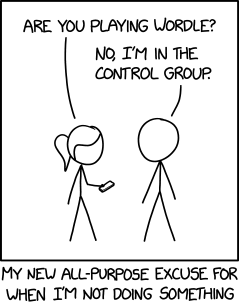 ARE YOU PLAYING WORDLE?
NO, I'M IN THE
CONTROL GROUP.
MY NEW ALL-PURPOSE EXCUSE FOR
WHEN I'M NOT DOING SOMETHING